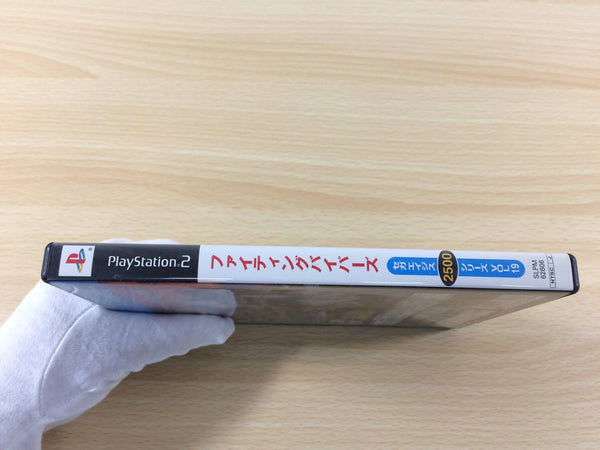 PlayStation 2
ファイティングバイパーズ
セガエイジス 2500 シリーズ VOL. 19
SLPM
62606
NTSC J